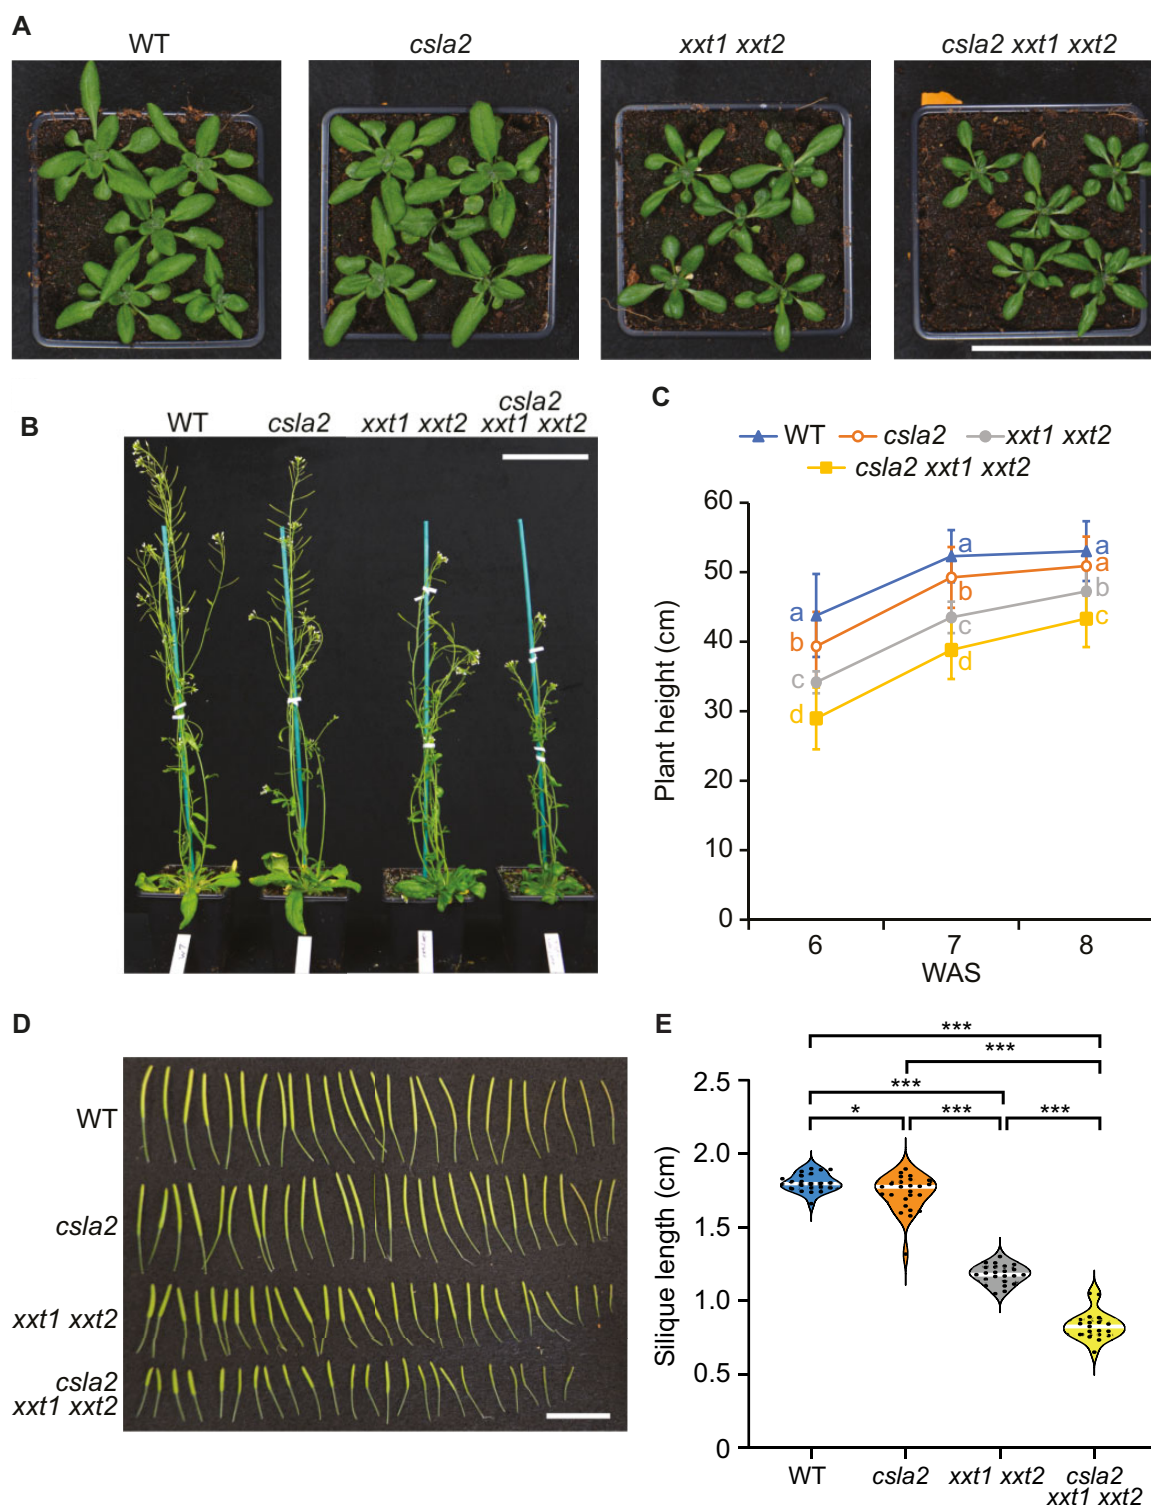 A
WT csla2 xxt1 xxt2 csla2 xxt1 xxt2
B
WT csla2 xxt1 xxt2 csla2 xxt1 xxt2
C
WT csla2 xxt1 xxt2
csla2 xxt1 xxt2
Plant height (cm)
60
50
40
30
20
10
0
a
b
c
d
a
b
c
d
a
a
b
c
6 7 8
WAS
D
WT
csla2
xxt1 xxt2
csla2
xxt1 xxt2
E
***
***
***
* *** ***
Silique length (cm)
2.5
2.0
1.5
1.0
0.5
0
WT csla2 xxt1 xxt2 csla2
xxt1 xxt2